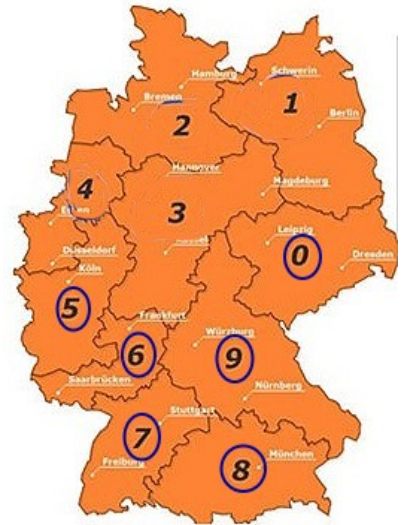 Hamburg
Schwerin
Bremen
1
2
Berlin
Hannover
4
Magdeburg
3
Essen
Leipzig
Düsseldorf
0
Dresden
Köln
5
Frankfurt
Würzburg
6
9
Saarbrücken
Nürnberg
Stuttgart
7
München
8
Freiburg